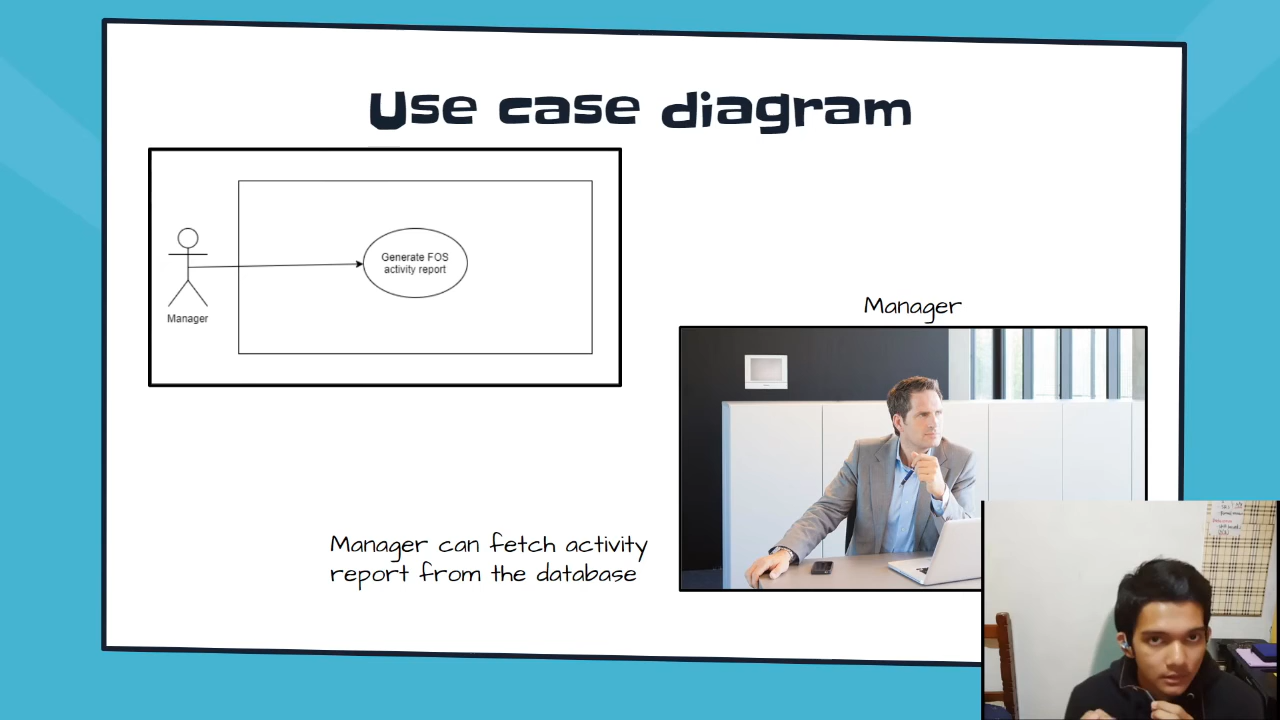 Use case diagram
Generate FOS
activity report
Manager
Manager
Manager can fetch activity
report from the database